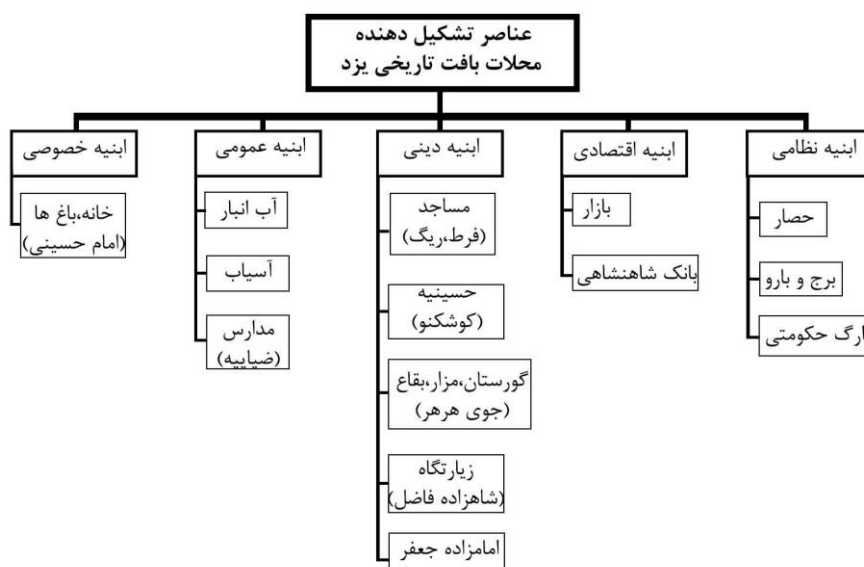 عناصر تشکیل دهنده
محلات بافت تاریخی یزد
ابنیه نظامی
حصار
برج و بارو
ارگ حکومتی
ابنیه اقتصادی
بازار
بانک شاهنشاهی
ابنیه دینی
مساجد
(فرط،ریگ)
حسینیه
(کوشکنو)
گورستان،مزار،بقاع
(جوی هرهر)
زیارتگاه
(شاهزاده فاضل)
امامزاده جعفر
ابنیه عمومی
آب انبار
آسیاب
مدارس
(ضیاییه)
ابنیه خصوصی
خانه،باغ ها
(امام حسینی)